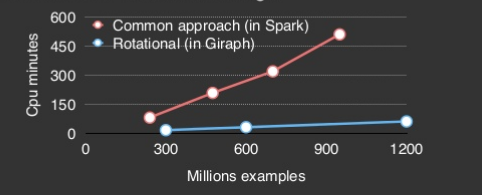 600
Common approach (in Spark)
450
Rotational (in Giraph)
300
150
0
Cpu minutes
0 300 600 900 1200
Millions examples